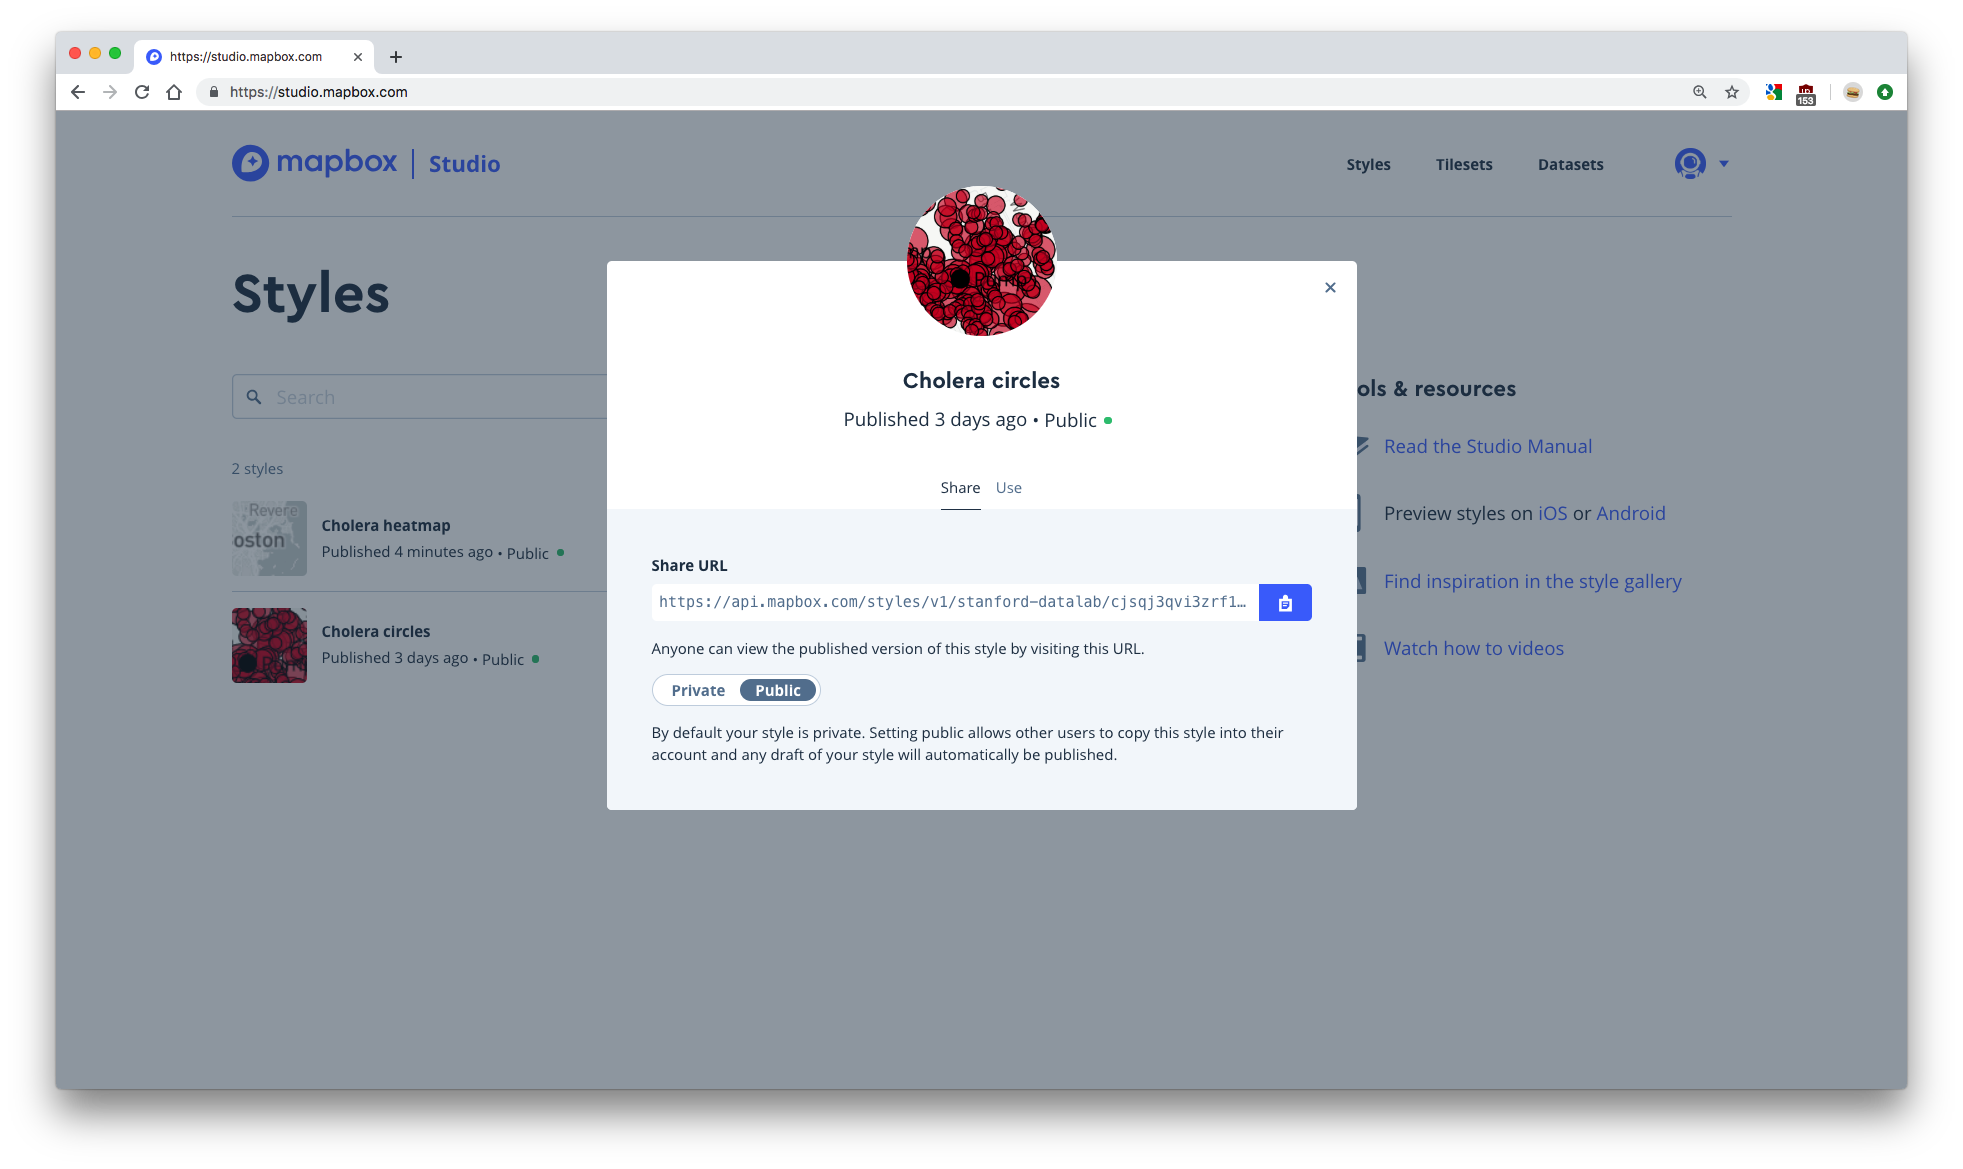 https://studio.mapbox.com
https://studio.mapbox.com
153
mapbox | Studio
Styles
Tilesets
Datasets
Styles
Search
2 styles
Revere
oston
Cholera heatmap
Published 4 minutes ago • Public
Cholera circles
Published 3 days ago • Public
Cholera circles
Published 3 days ago • Public
Share
Use
Share URL
https://api.mapbox.com/styles/v1/stanford-datalab/cjsqj3qvi3zrf1…
Anyone can view the published version of this style by visiting this URL.
Private
Public
By default your style is private. Setting public allows other users to copy this style into their
account and any draft of your style will automatically be published.
ols & resources
Read the Studio Manual
Preview styles on iOS or Android
Find inspiration in the style gallery
Watch how to videos